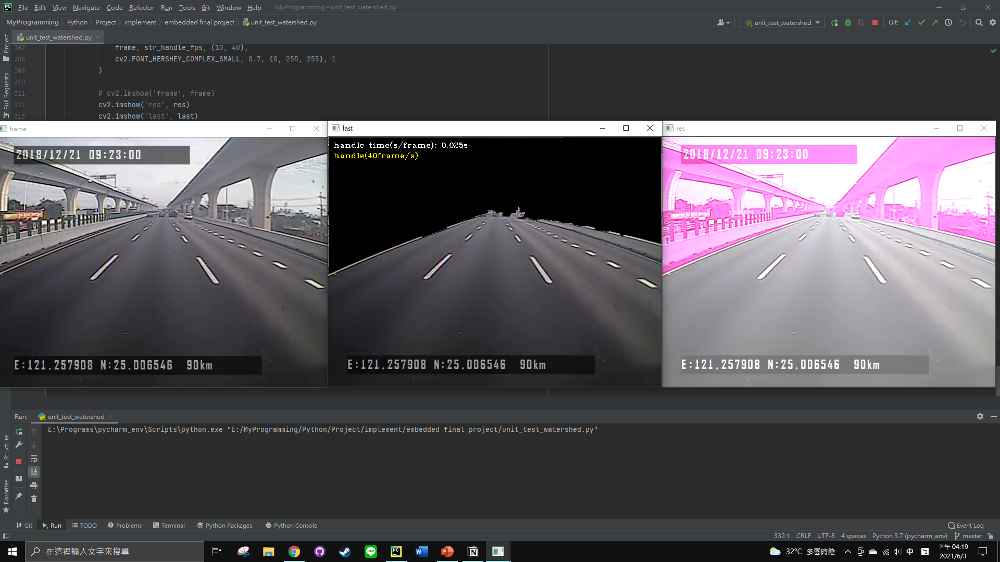 File Edit View Navigate Code Refactor Run Tools Git Window Help MyProgramming - unit_test_watershed.py
MyProgramming Python Project implement embedded final project unit_test_watershed.py unit_test_watershed Git:
unit_test_watershed.py
Project
Pull Requests
307 frame, str_handle_fps, (10, 40),
308 cv2.FONT_HERSHEY_COMPLEX_SMALL, 0.7, (0, 255, 255), 1
309 )
310
311 # cv2.imshow('frame', frame)
312 cv2.imshow('res', res)
313 cv2.imshow('last', last)
frame
2018/12/21 09:23:00
E:121.257908 N:25.006546 90km
last
handle time(s/frame): 0.025s
handle(40frame/s)
E:121.257908 N:25.006546 90km
res
2018/12/21 09:23:00
E:121.257908 N:25.006546 90km
Run: unit_test_watershed
E:\Programs\pycharm_env\Scripts\python.exe "E:/MyProgramming/Python/Project/implement/embedded final project/unit_test_watershed.py"
Structure
Favorites
Git Run TODO Problems Terminal Python Packages Python Console Event Log
332:1 CRLF UTF-8 4 spaces Python 3.7 (pycharm_env) master
在這裡輸入文字來搜尋
32°C 多雲時陰 中
下午 04:19
2021/6/3